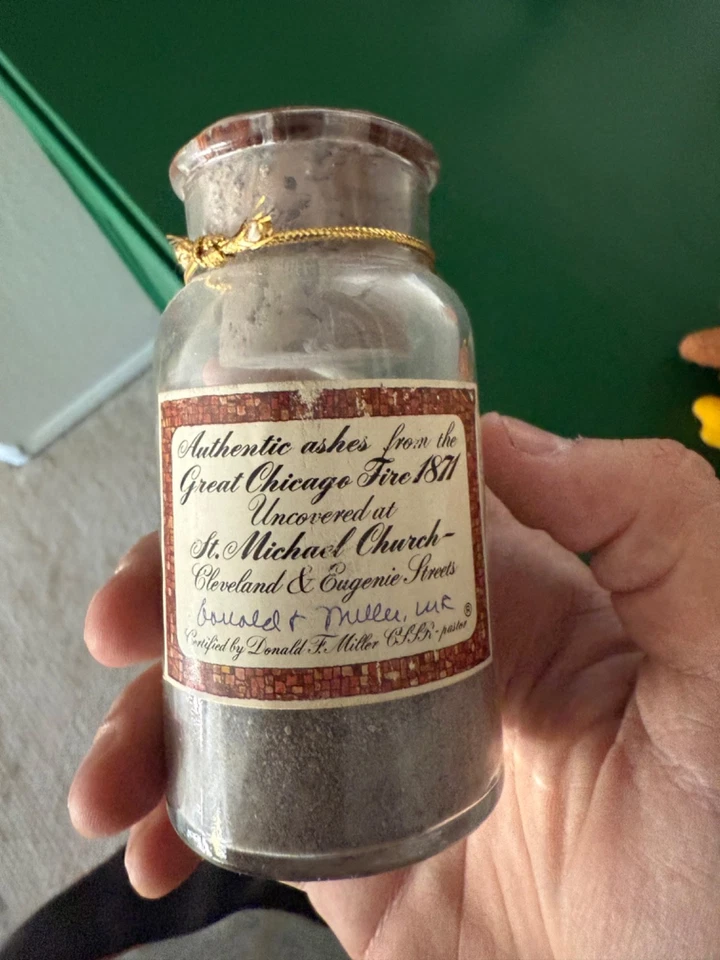 Authentic ashes from the
Great Chicago Fire 1871
Uncovered at
St. Michael Church-
Cleveland & Eugenie Streets
Donald F Miller, 
®
Certified by Donald F. Miller CSSR-pastor